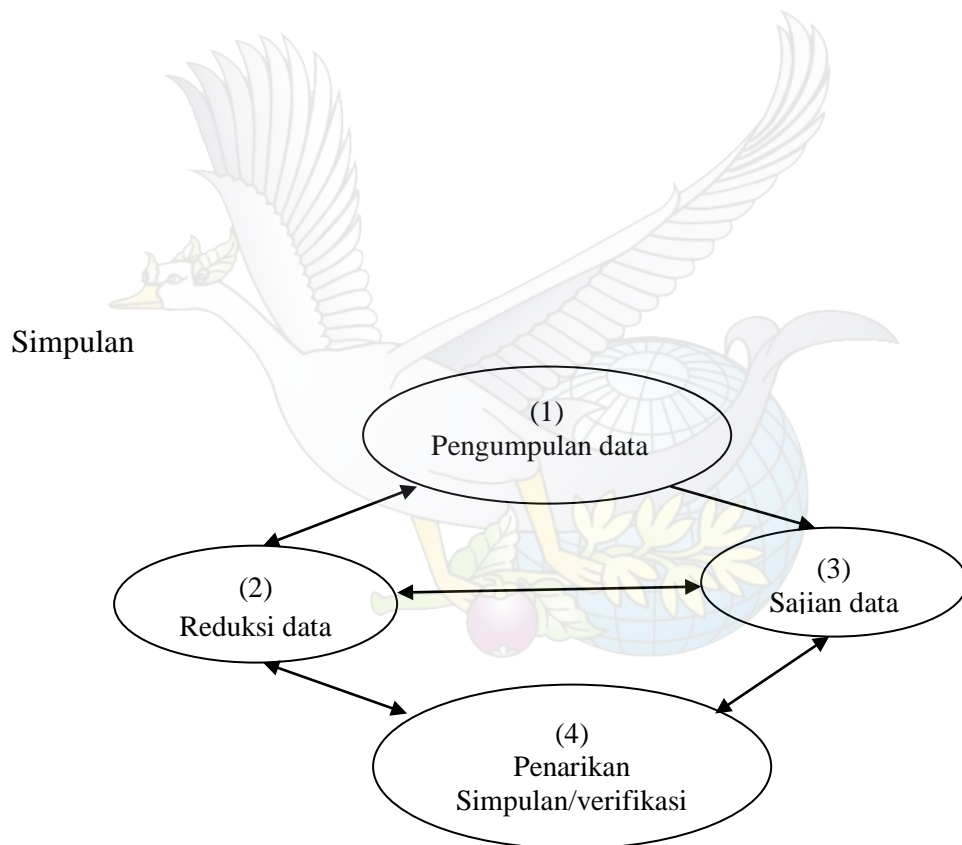 Simpulan
(1)
Pengumpulan data
(2)
Reduksi data
(3)
Sajian data
(4)
Penarikan
Simpulan/verifikasi